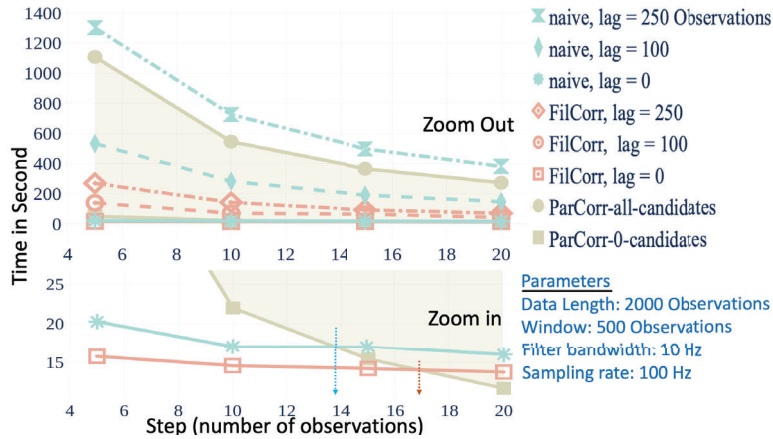 1400
1200
1000
800
600
400
200
0
4
6
8
10
12
14
16
18
20
Time in Second
Zoom Out
naive, lag = 250 Observations
naive, lag = 100
naive, lag = 0
FilCorr, lag = 250
FilCorr, lag = 100
FilCorr, lag = 0
ParCorr-all-candidates
ParCorr-0-candidates
25
20
15
4
6
8
10
12
14
16
18
20
Zoom in
Step (number of observations)
Parameters
Data Length: 2000 Observations
Window: 500 Observations
Filter bandwidth: 10 Hz
Sampling rate: 100 Hz